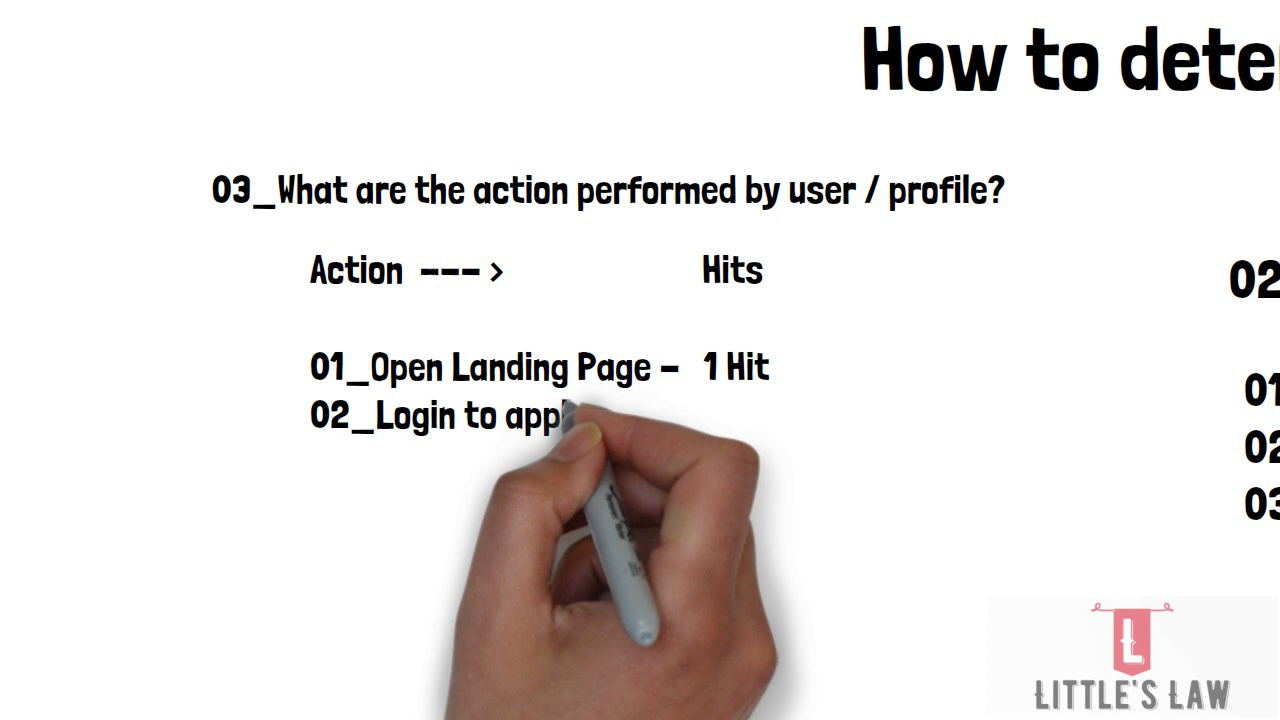 How to dete
03_What are the action performed by user / profile?
Action ---> Hits
01_Open Landing Page - 1 Hit
02_Login to app
02
01
02
03
L
LITTLE'S LAW